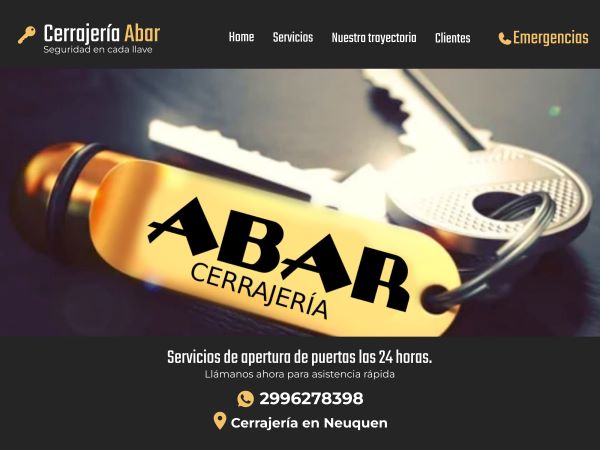 Cerrajería Abar
Seguridad en cada llave
Home Servicios Nuestra trayectoria Clientes Emergencias
ABAR
CERRAJERÍA
Servicios de apertura de puertas las 24 horas.
Llámanos ahora para asistencia rápida
2996278398
Cerrajería en Neuquen